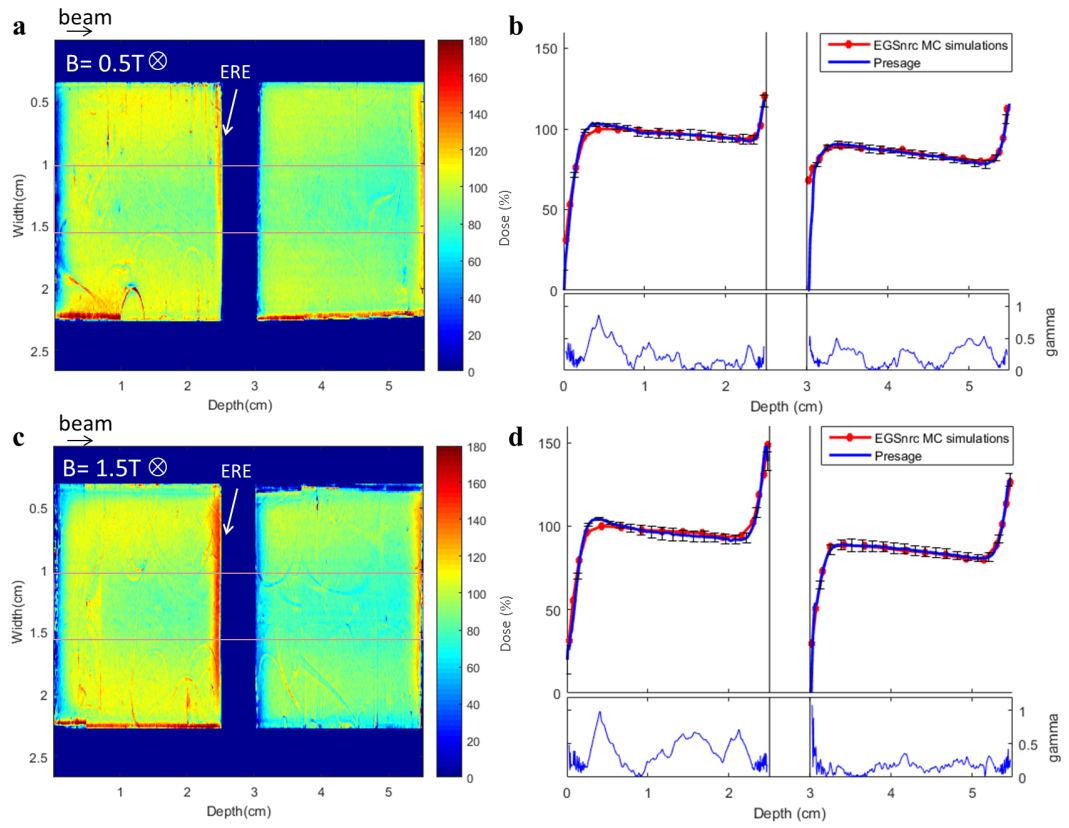 beam
a
B= 0.5T ⊗
ERE
0.5
1
1.5
2
2.5
Width(cm)
1
2
3
4
5
Depth(cm)
180
160
140
120
100
80
60
40
20
0
Dose (%)
b
EGSnrc MC simulations
Presage
150
100
50
0
1
0.5
0
gamma
0
1
2
3
4
5
Depth (cm)
beam
c
B= 1.5T ⊗
ERE
0.5
1
1.5
2
2.5
Width(cm)
1
2
3
4
5
Depth(cm)
180
160
140
120
100
80
60
40
20
0
Dose (%)
d
EGSnrc MC simulations
Presage
150
100
50
0
1
0.5
0
gamma
0
1
2
3
4
5
Depth (cm)